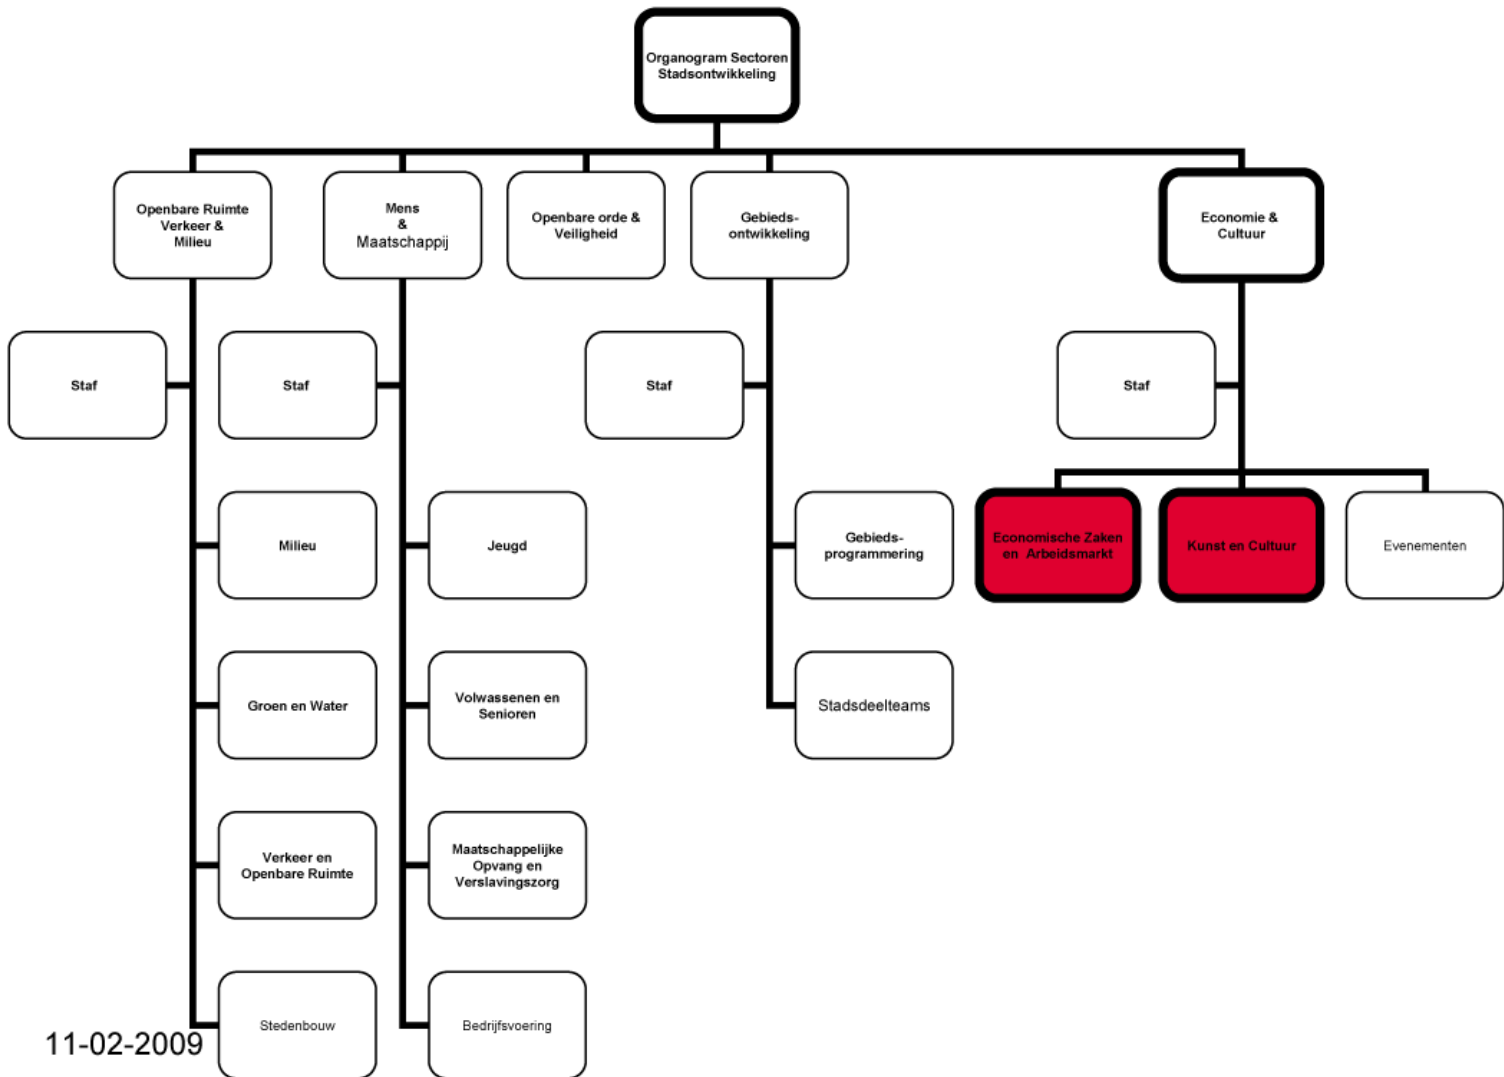 Organogram Sectoren
Stadsontwikkeling
Openbare Ruimte
Verkeer &
Milieu
Mens
&
Maatschappij
Openbare orde &
Veiligheid
Gebieds-
ontwikkeling
Economie &
Cultuur
Staf
Staf
Staf
Staf
Milieu
Jeugd
Gebieds-
programmering
Economische Zaken
en Arbeidsmarkt
Kunst en Cultuur
Evenementen
Groen en Water
Volwassenen en
Senioren
Stadsdeelteams
Verkeer en
Openbare Ruimte
Maatschappelijke
Opvang en
Verslavingszorg
Stedenbouw
Bedrijfsvoering
11-02-2009